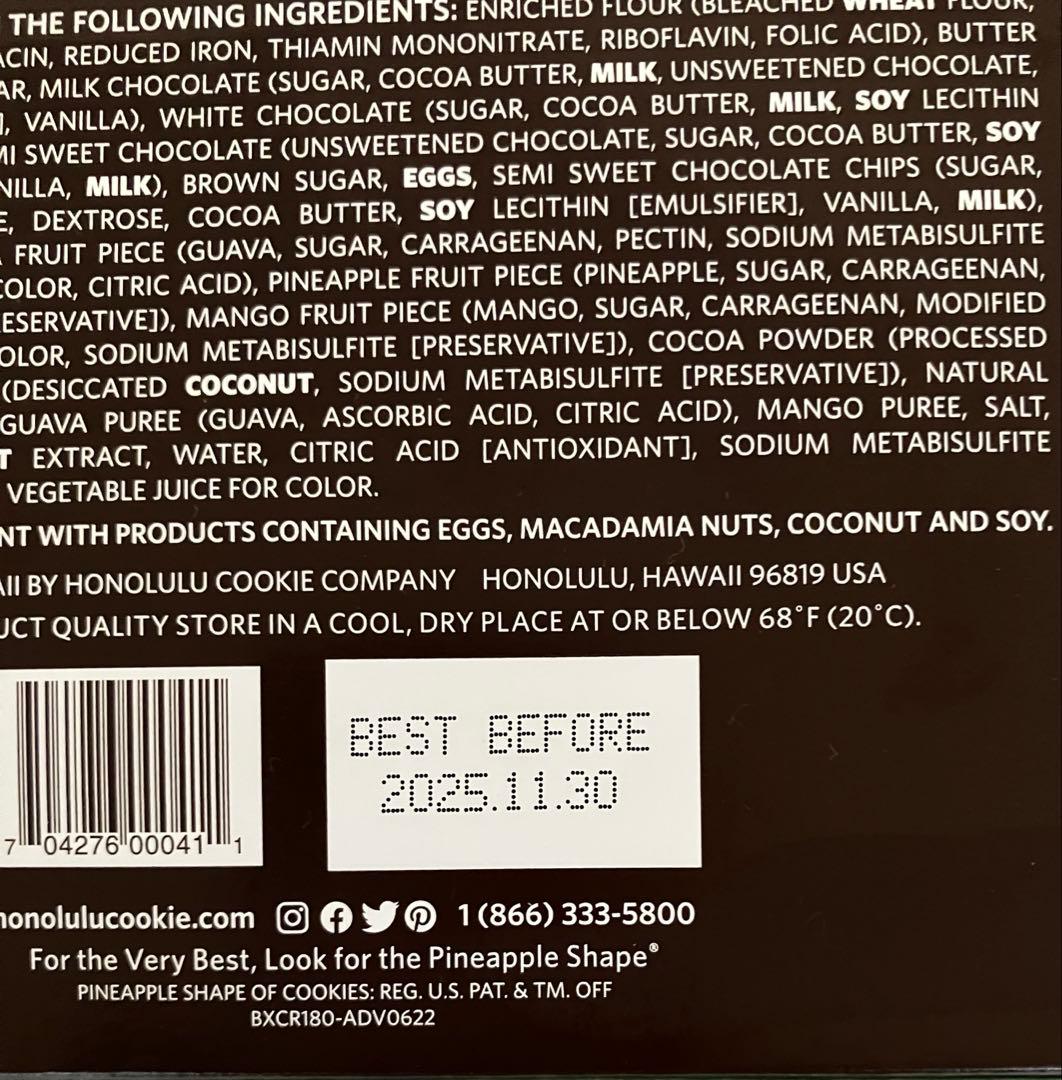 THE FOLLOWING INGREDIENTS: ENRICHED FLOUR (BLEACHED WHEAT FLOUR,
ACIN, REDUCED IRON, THIAMIN MONONITRATE, RIBOFLAVIN, FOLIC ACID), BUTTER
AR, MILK CHOCOLATE (SUGAR, COCOA BUTTER, MILK, UNSWEETENED CHOCOLATE,
], VANILLA), WHITE CHOCOLATE (SUGAR, COCOA BUTTER, MILK, SOY LECITHIN
MI SWEET CHOCOLATE (UNSWEETENED CHOCOLATE, SUGAR, COCOA BUTTER, SOY
NILLA, MILK), BROWN SUGAR, EGGS, SEMI SWEET CHOCOLATE CHIPS (SUGAR,
E, DEXTROSE, COCOA BUTTER, SOY LECITHIN [EMULSIFIER], VANILLA, MILK),
FRUIT PIECE (GUAVA, SUGAR, CARRAGEENAN, PECTIN, SODIUM METABISULFITE
COLOR, CITRIC ACID), PINEAPPLE FRUIT PIECE (PINEAPPLE, SUGAR, CARRAGEENAN,
ESERVATIVE]), MANGO FRUIT PIECE (MANGO, SUGAR, CARRAGEENAN, MODIFIED
OLOR, SODIUM METABISULFITE [PRESERVATIVE]), COCOA POWDER (PROCESSED
(DESICCATED COCONUT, SODIUM METABISULFITE [PRESERVATIVE]), NATURAL
GUAVA PUREE (GUAVA, ASCORBIC ACID, CITRIC ACID), MANGO PUREE, SALT,
T EXTRACT, WATER, CITRIC ACID [ANTIOXIDANT], SODIUM METABISULFITE
VEGETABLE JUICE FOR COLOR.
NT WITH PRODUCTS CONTAINING EGGS, MACADAMIA NUTS, COCONUT AND SOY.
AII BY HONOLULU COOKIE COMPANY HONOLULU, HAWAII 96819 USA
UCT QUALITY STORE IN A COOL, DRY PLACE AT OR BELOW 68°F (20°C).
BEST BEFORE
2025.11.30
7 04276 00041 1
honolulucookie.com 1 (866) 333-5800
For the Very Best, Look for the Pineapple Shape®
PINEAPPLE SHAPE OF COOKIES: REG. U.S. PAT. & TM. OFF
BXCR180-ADV0622